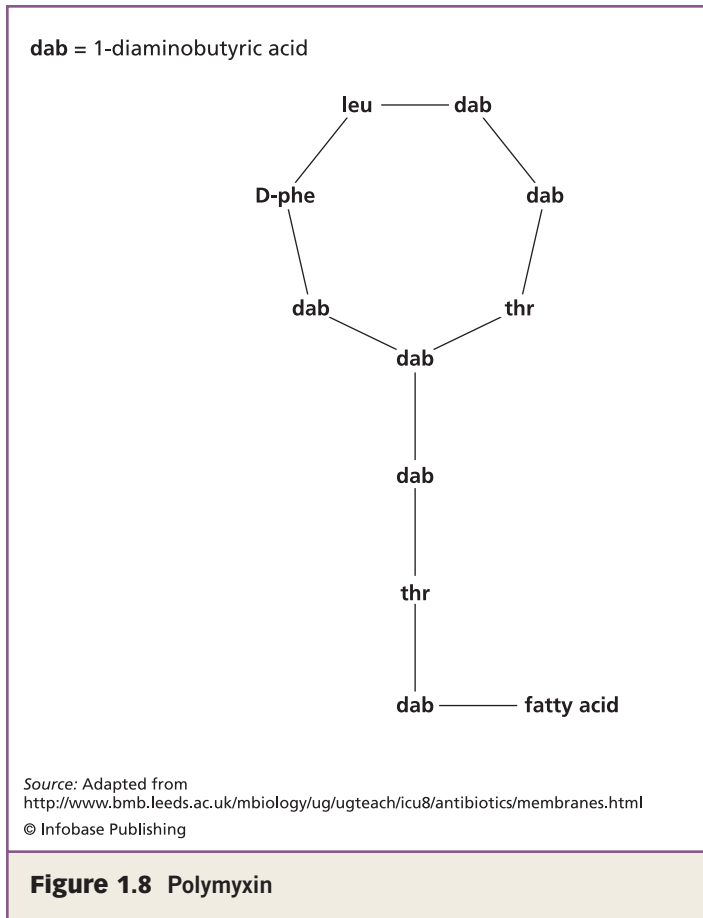 dab = 1-diaminobutyric acid
leu dab
D-phe dab
dab thr
dab
dab
thr
dab fatty acid
Source: Adapted from
http://www.bmb.leeds.ac.uk/mbiology/ug/ugteach/icu8/antibiotics/membranes.html
© Infobase Publishing
Figure 1.8 Polymyxin